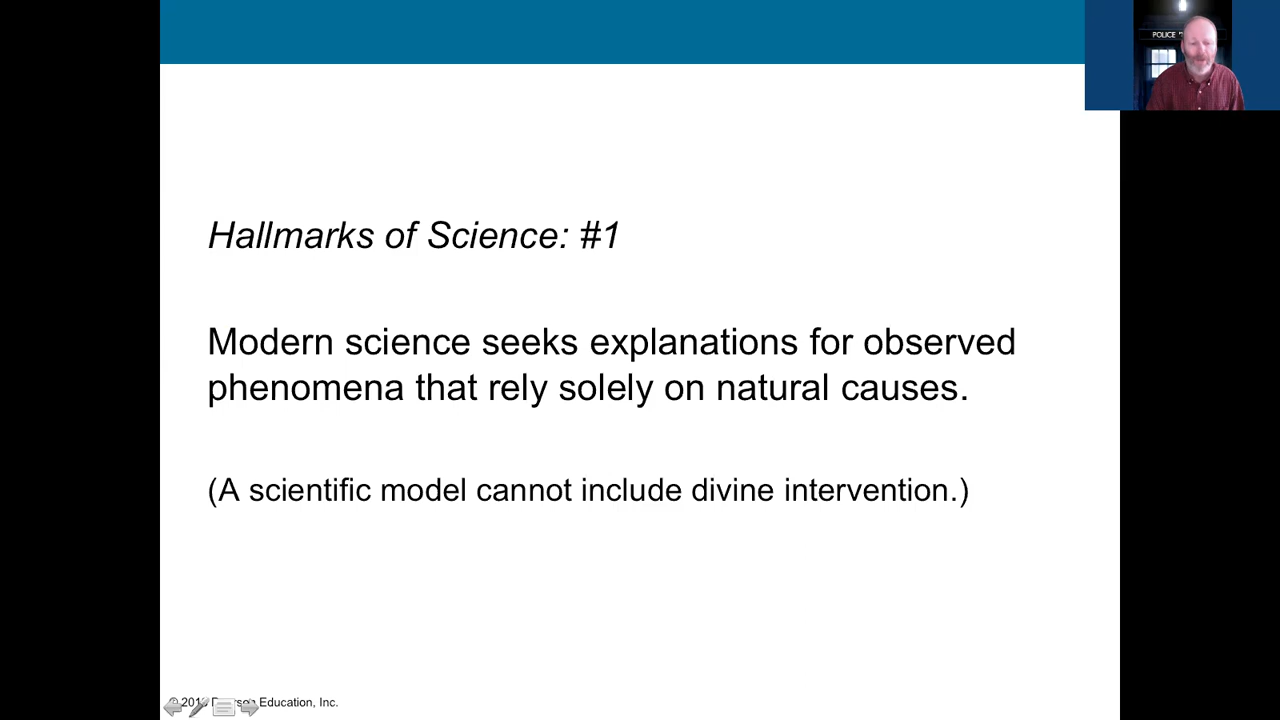 POLICE
Hallmarks of Science: #1
Modern science seeks explanations for observed
phenomena that rely solely on natural causes.
(A scientific model cannot include divine intervention.)
Education, Inc.